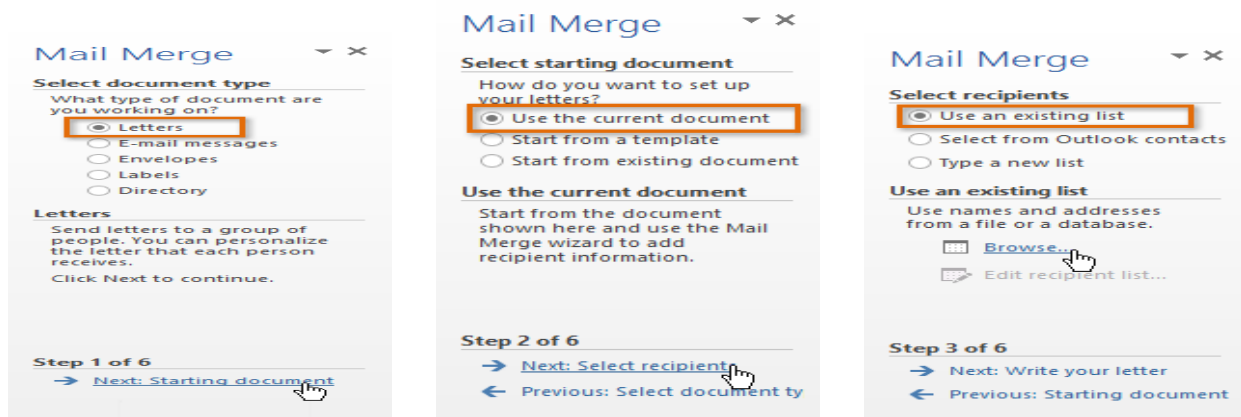 Mail Merge
Select document type
What type of document are
you working on?
Letters
E-mail messages
Envelopes
Labels
Directory
Letters
Send letters to a group of
people. You can personalize
the letter that each person
receives.
Click Next to continue.
Step 1 of 6
Next: Starting document
Mail Merge
Select starting document
How do you want to set up
your letters?
Use the current document
Start from a template
Start from existing document
Use the current document
Start from the document
shown here and use the Mail
Merge wizard to add
recipient information.
Step 2 of 6
Next: Select recipient
Previous: Select document ty
Mail Merge
Select recipients
Use an existing list
Select from Outlook contacts
Type a new list
Use an existing list
Use names and addresses
from a file or a database.
Browse...
Edit recipient list...
Step 3 of 6
Next: Write your letter
Previous: Starting document